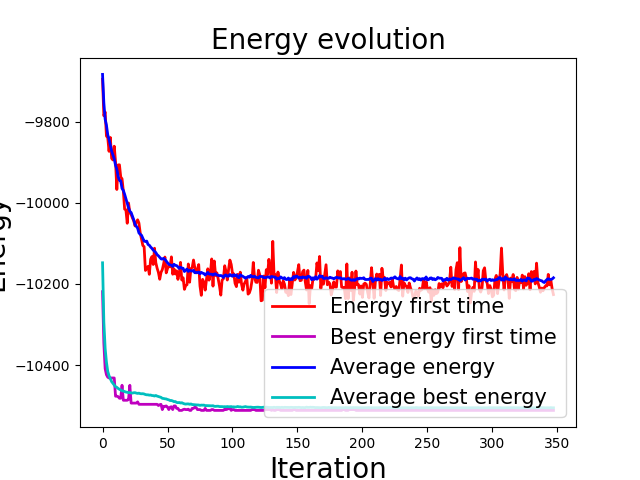 Energy evolution
Energy
−9800
−10000
−10200
−10400
Energy first time
Best energy first time
Average energy
Average best energy
0 50 100 150 200 250 300 350
Iteration